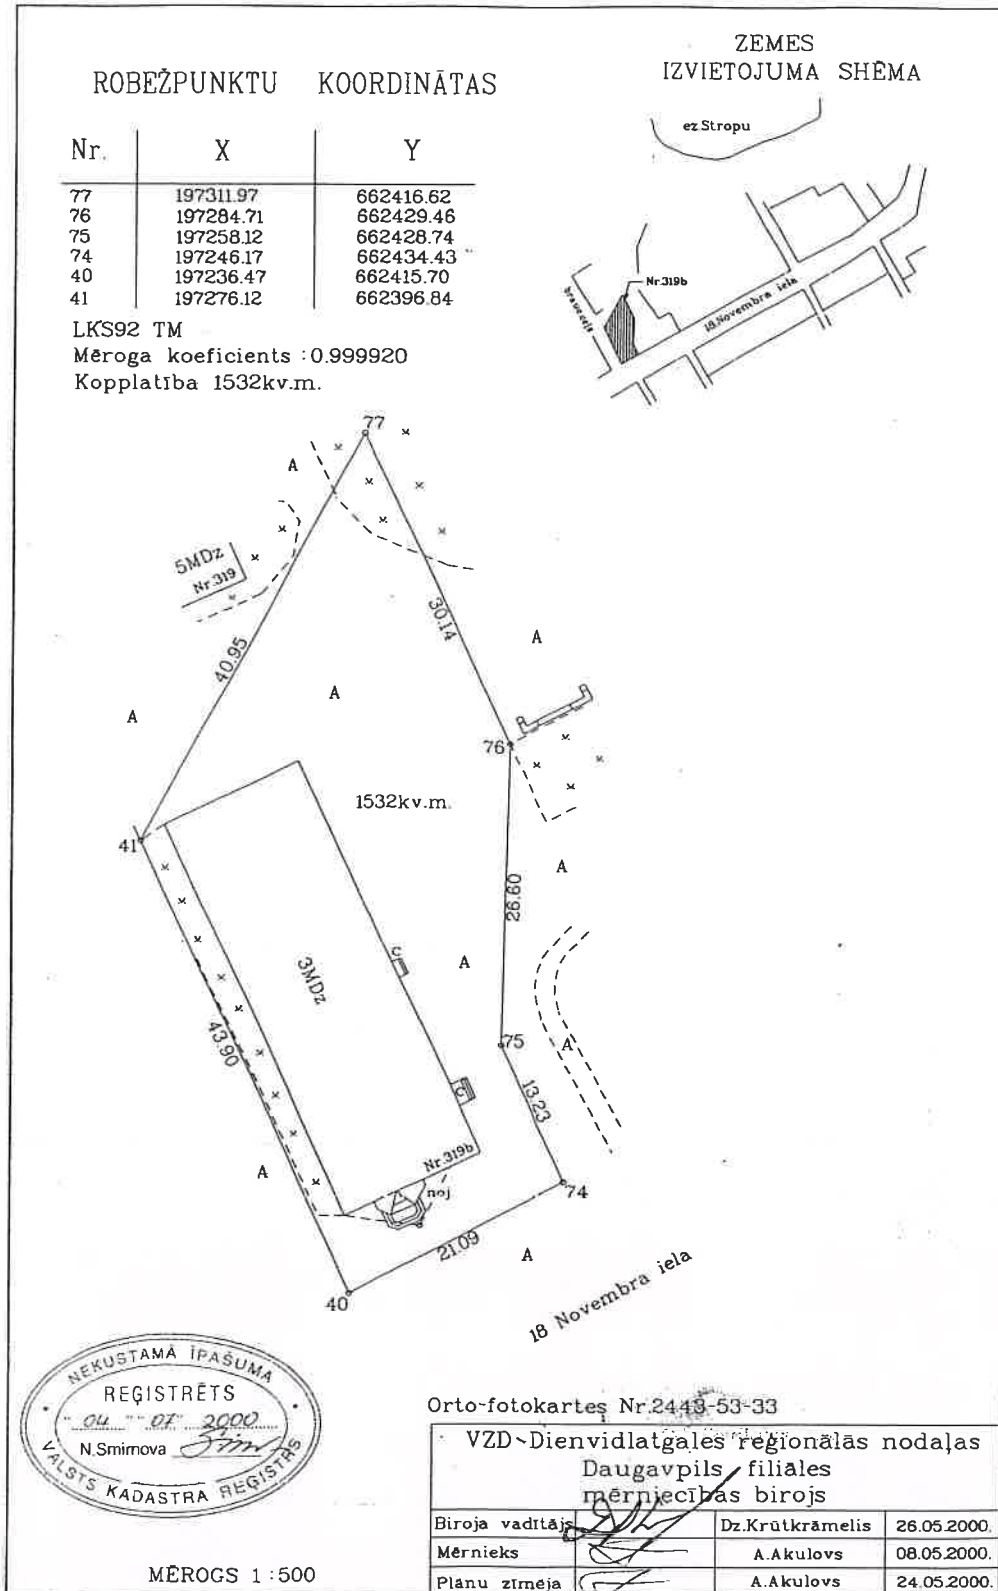 ZEMES
IZVIETOJUMA SHĒMA
ROBEŽPUNKTU KOORDINĀTAS
ez.Stropu
Nr. X Y
77 197311.97 662416.62
76 197284.71 662429.46
75 197258.12 662428.74
74 197246.17 662434.43
40 197236.47 662415.70
41 197276.12 662396.84
Nr.319b
18.Novembra iela
LKS92 TM
Mēroga koeficients :0.999920
Kopplatība 1532kv.m.
77
A
5MDz
Nr.319
30.14
A
40.95
A
A
76
1532kv.m.
41
A
26.60
A
3MDz
C
43.90
75
A
C
13.23
A
Nr.319b
noj
74
21.09
A
40
18 Novembra iela
NEKUSTAMĀ ĪPAŠUMA
REĢISTRĒTS
"04" "07" 2000
N.Smirnova
VALSTS KADASTRA REĢISTRS
Orto-fotokartes Nr.2443-53-33
VZD Dienvidlatgales reģionālās nodaļas
Daugavpils filiāles
mērniecības birojs
Biroja vadītājs Dz.Krūtkrāmelis 26.05.2000.
Mērnieks A.Akulovs 08.05.2000.
Plānu zīmēja A.Akulovs 24.05.2000.
MĒROGS 1:500